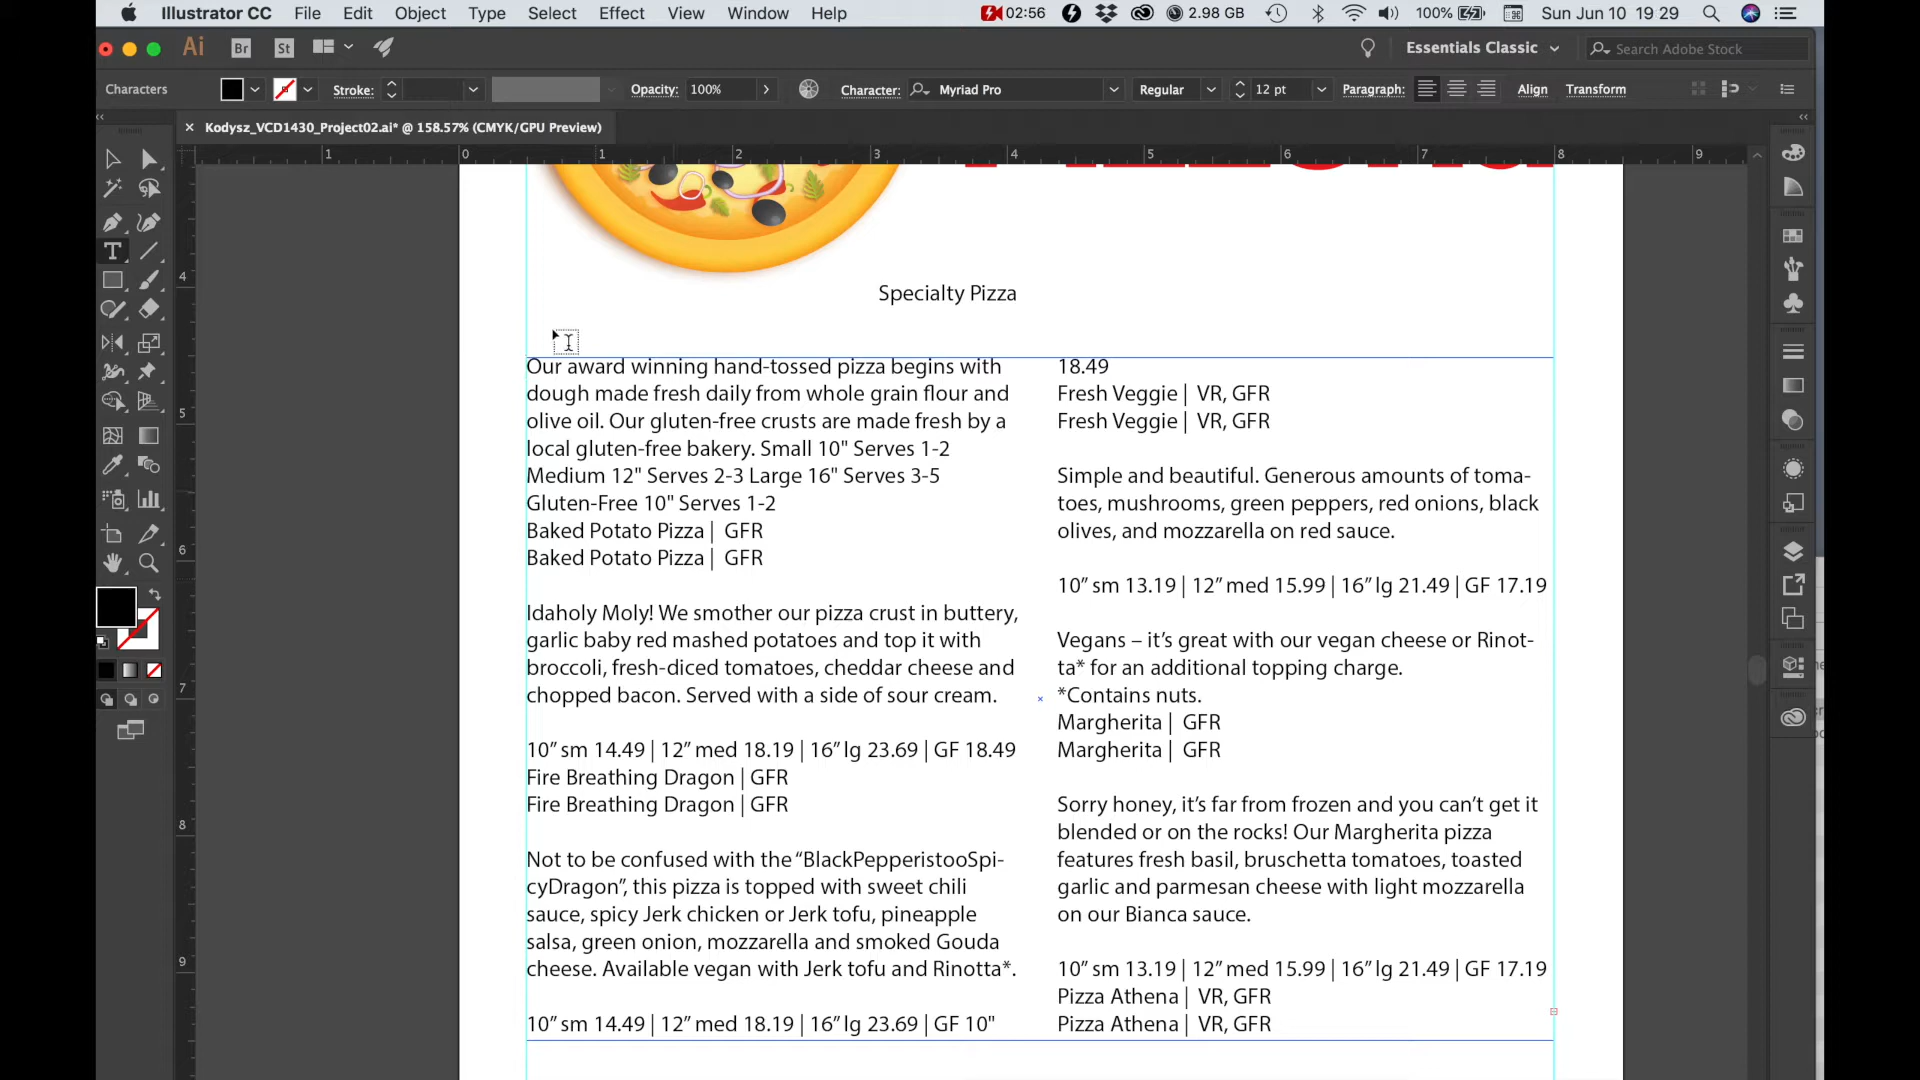 Illustrator CC File Edit Object Type Select Effect View Window Help 02:56 2.98 GB 100% Sun Jun 10 19 29
Ai Br St Essentials Classic Search Adobe Stock
Characters Stroke: Opacity: 100% Character: Myriad Pro Regular 12 pt Paragraph: Align Transform
× Kodysz_VCD1430_Project02.ai* @ 158.57% (CMYK/GPU Preview)
1 0 1 2 3 4 5 6 7 8 9
4
5
6
7
8
9
Specialty Pizza
Our award winning hand-tossed pizza begins with
dough made fresh daily from whole grain flour and
olive oil. Our gluten-free crusts are made fresh by a
local gluten-free bakery. Small 10" Serves 1-2
Medium 12" Serves 2-3 Large 16" Serves 3-5
Gluten-Free 10" Serves 1-2
Baked Potato Pizza | GFR
Baked Potato Pizza | GFR
Idaholy Moly! We smother our pizza crust in buttery,
garlic baby red mashed potatoes and top it with
broccoli, fresh-diced tomatoes, cheddar cheese and
chopped bacon. Served with a side of sour cream.
10” sm 14.49 | 12” med 18.19 | 16” lg 23.69 | GF 18.49
Fire Breathing Dragon | GFR
Fire Breathing Dragon | GFR
Not to be confused with the “BlackPepperistooSpi-
cyDragon”, this pizza is topped with sweet chili
sauce, spicy Jerk chicken or Jerk tofu, pineapple
salsa, green onion, mozzarella and smoked Gouda
cheese. Available vegan with Jerk tofu and Rinotta*.
10” sm 14.49 | 12” med 18.19 | 16” lg 23.69 | GF 10"
18.49
Fresh Veggie | VR, GFR
Fresh Veggie | VR, GFR
Simple and beautiful. Generous amounts of toma-
toes, mushrooms, green peppers, red onions, black
olives, and mozzarella on red sauce.
10” sm 13.19 | 12” med 15.99 | 16” lg 21.49 | GF 17.19
Vegans – it’s great with our vegan cheese or Rinot-
ta* for an additional topping charge.
*Contains nuts.
Margherita | GFR
Margherita | GFR
Sorry honey, it’s far from frozen and you can’t get it
blended or on the rocks! Our Margherita pizza
features fresh basil, bruschetta tomatoes, toasted
garlic and parmesan cheese with light mozzarella
on our Bianca sauce.
10” sm 13.19 | 12” med 15.99 | 16” lg 21.49 | GF 17.19
Pizza Athena | VR, GFR
Pizza Athena | VR, GFR